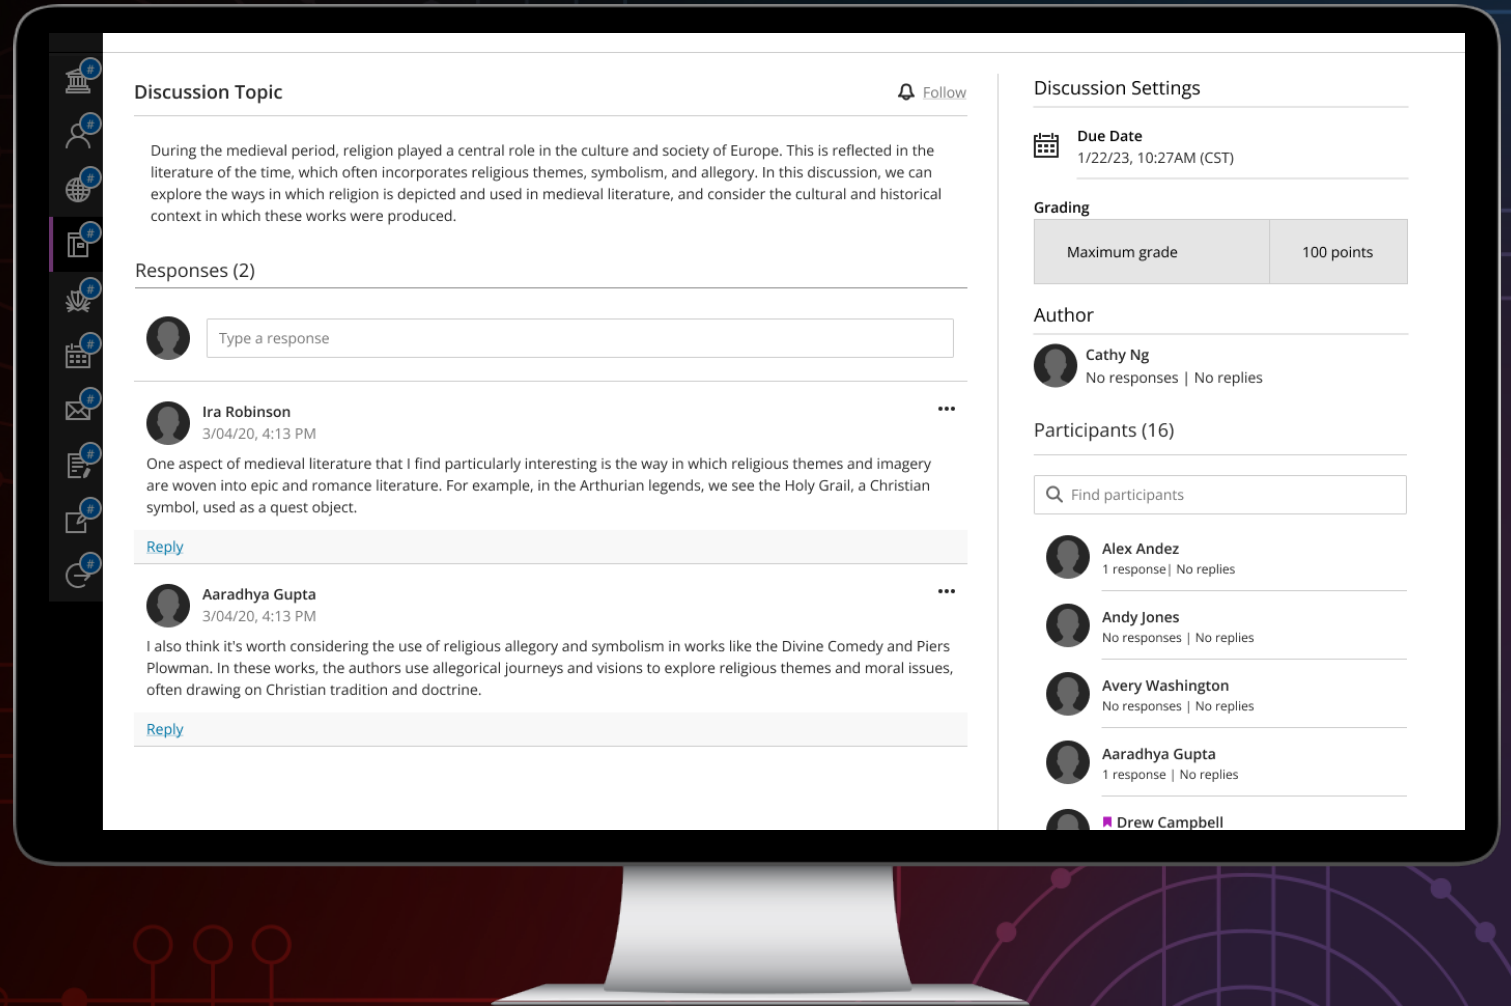 #
#
#
#
#
#
#
#
#
#
Discussion Topic
Follow
During the medieval period, religion played a central role in the culture and society of Europe. This is reflected in the
literature of the time, which often incorporates religious themes, symbolism, and allegory. In this discussion, we can
explore the ways in which religion is depicted and used in medieval literature, and consider the cultural and historical
context in which these works were produced.
Responses (2)
Type a response
Ira Robinson
3/04/20, 4:13 PM
One aspect of medieval literature that I find particularly interesting is the way in which religious themes and imagery
are woven into epic and romance literature. For example, in the Arthurian legends, we see the Holy Grail, a Christian
symbol, used as a quest object.
Reply
Aaradhya Gupta
3/04/20, 4:13 PM
I also think it's worth considering the use of religious allegory and symbolism in works like the Divine Comedy and Piers
Plowman. In these works, the authors use allegorical journeys and visions to explore religious themes and moral issues,
often drawing on Christian tradition and doctrine.
Reply
Discussion Settings
Due Date
1/22/23, 10:27AM (CST)
Grading
Maximum grade
100 points
Author
Cathy Ng
No responses | No replies
Participants (16)
Find participants
Alex Andez
1 response| No replies
Andy Jones
No responses | No replies
Avery Washington
No responses | No replies
Aaradhya Gupta
1 response | No replies
Drew Campbell